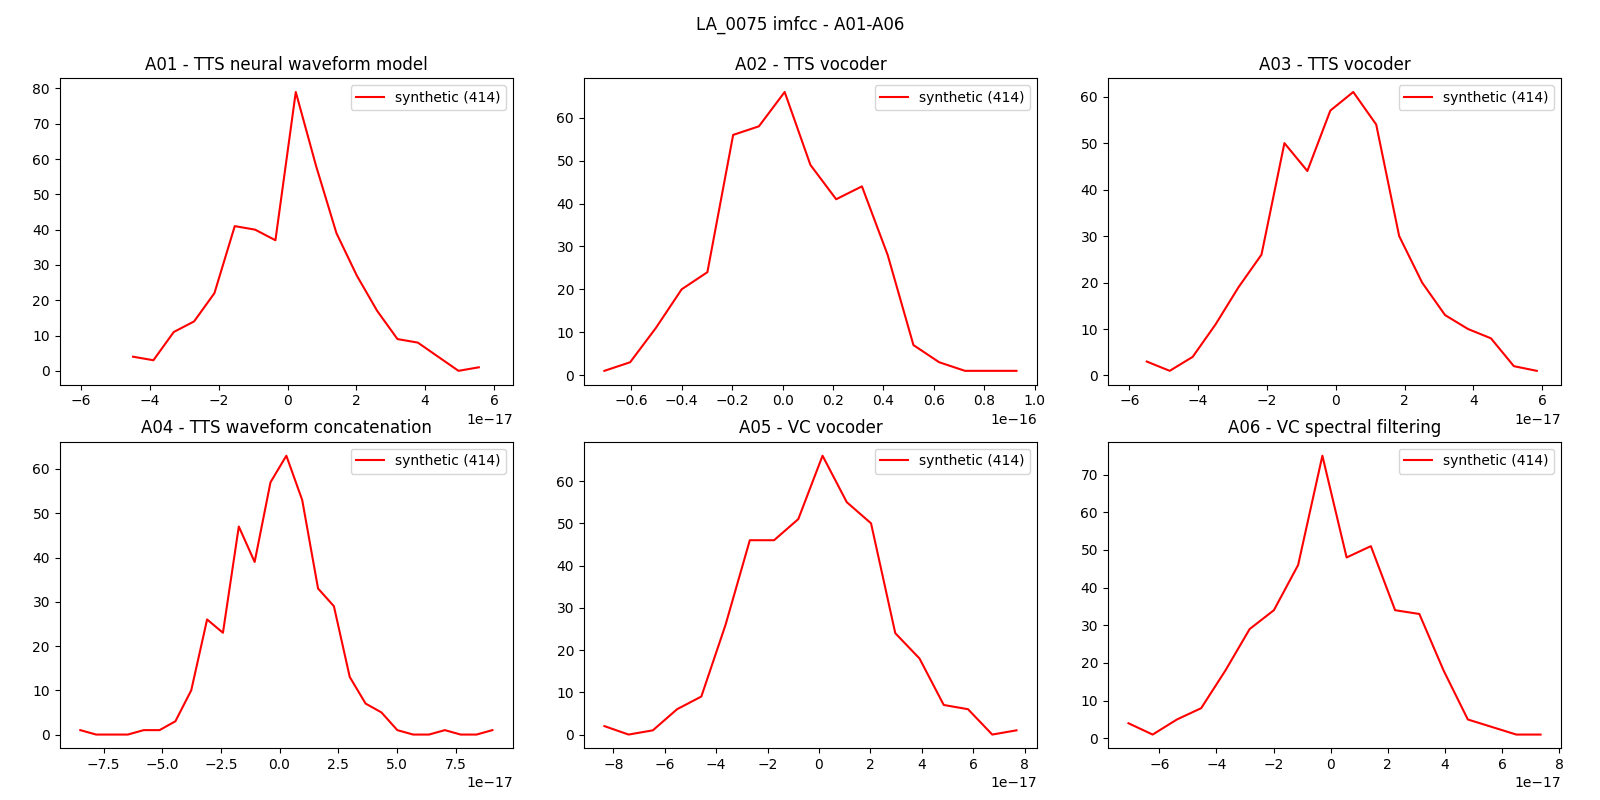 LA_0075 imfcc - A01-A06
A01 - TTS neural waveform model
A02 - TTS vocoder
A03 - TTS vocoder
synthetic (414)
synthetic (414)
synthetic (414)
80
70
60
50
40
30
20
10
0
60
50
40
30
20
10
0
60
50
40
30
20
10
0
−6 −4 −2 0 2 4 6
1e−17
−0.6 −0.4 −0.2 0.0 0.2 0.4 0.6 0.8 1.0
1e−16
−6 −4 −2 0 2 4 6
1e−17
A04 - TTS waveform concatenation
A05 - VC vocoder
A06 - VC spectral filtering
synthetic (414)
synthetic (414)
synthetic (414)
60
50
40
30
20
10
0
60
50
40
30
20
10
0
70
60
50
40
30
20
10
0
−7.5 −5.0 −2.5 0.0 2.5 5.0 7.5
1e−17
−8 −6 −4 −2 0 2 4 6 8
1e−17
−6 −4 −2 0 2 4 6 8
1e−17